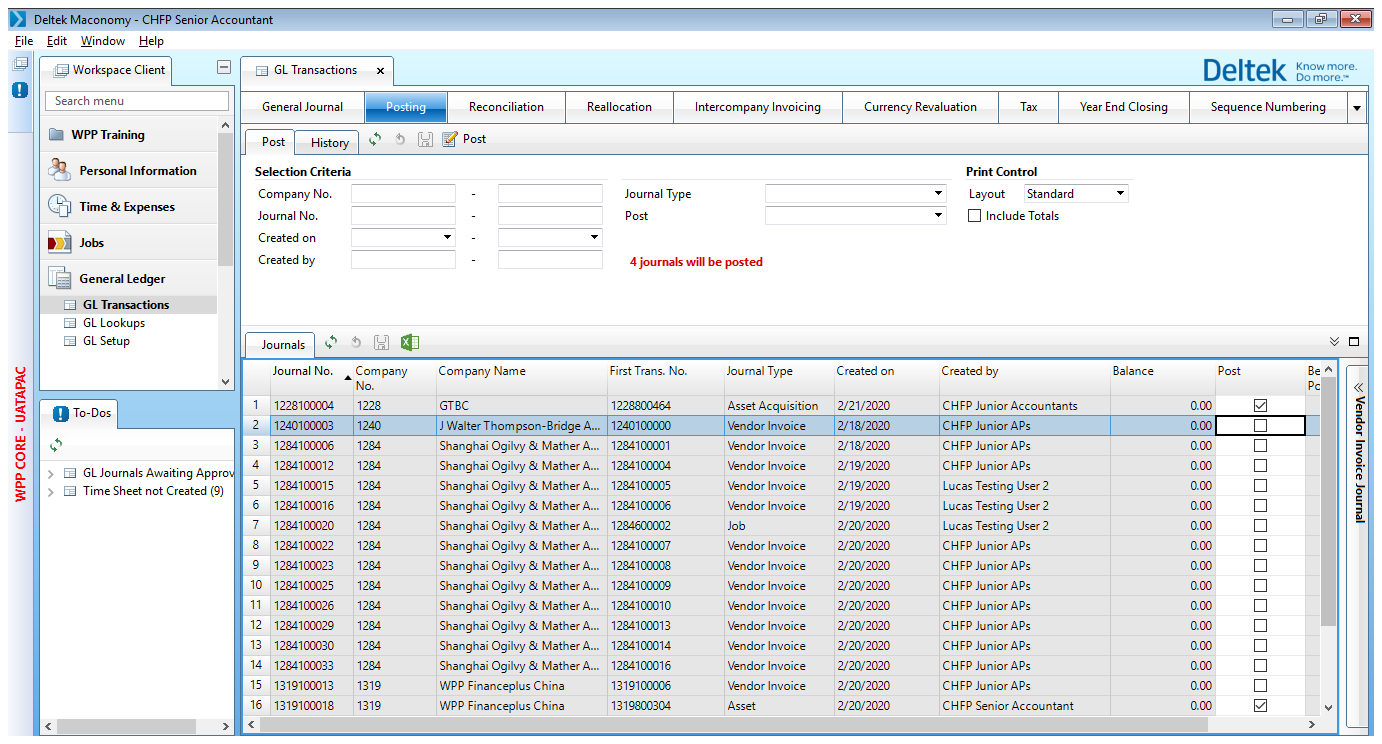 Deltek Maconomy - CHFP Senior Accountant
File Edit Window Help
Workspace Client
GL Transactions
Deltek Know more. Do more.™
Search menu
General Journal Posting Reconciliation Reallocation Intercompany Invoicing Currency Revaluation Tax Year End Closing Sequence Numbering
WPP Training
Personal Information
Time & Expenses
Jobs
General Ledger
GL Transactions
GL Lookups
GL Setup
Post History Post
Selection Criteria
Print Control
Company No. - Journal Type Layout Standard
Journal No. - Post Include Totals
Created on -
Created by - 4 journals will be posted
WPP CORE - UATAPAC
To-Dos
GL Journals Awaiting Approv
Time Sheet not Created (9)
Journals
Journal No. Company No. Company Name First Trans. No. Journal Type Created on Created by Balance Post Be Pc
1 1228100004 1228 GTBC 1228800464 Asset Acquisition 2/21/2020 CHFP Junior Accountants 0.00
2 1240100003 1240 J Walter Thompson-Bridge A... 1240100000 Vendor Invoice 2/18/2020 CHFP Junior APs 0.00
3 1284100006 1284 Shanghai Ogilvy & Mather A... 1284100001 Vendor Invoice 2/18/2020 CHFP Junior APs 0.00
4 1284100012 1284 Shanghai Ogilvy & Mather A... 1284100004 Vendor Invoice 2/19/2020 CHFP Junior APs 0.00
5 1284100015 1284 Shanghai Ogilvy & Mather A... 1284100005 Vendor Invoice 2/19/2020 Lucas Testing User 2 0.00
6 1284100016 1284 Shanghai Ogilvy & Mather A... 1284100006 Vendor Invoice 2/19/2020 Lucas Testing User 2 0.00
7 1284100020 1284 Shanghai Ogilvy & Mather A... 1284600002 Job 2/20/2020 Lucas Testing User 2 0.00
8 1284100022 1284 Shanghai Ogilvy & Mather A... 1284100007 Vendor Invoice 2/20/2020 CHFP Junior APs 0.00
9 1284100023 1284 Shanghai Ogilvy & Mather A... 1284100008 Vendor Invoice 2/20/2020 CHFP Junior APs 0.00
10 1284100025 1284 Shanghai Ogilvy & Mather A... 1284100009 Vendor Invoice 2/20/2020 CHFP Junior APs 0.00
11 1284100026 1284 Shanghai Ogilvy & Mather A... 1284100010 Vendor Invoice 2/20/2020 CHFP Junior APs 0.00
12 1284100029 1284 Shanghai Ogilvy & Mather A... 1284100013 Vendor Invoice 2/20/2020 CHFP Junior APs 0.00
13 1284100030 1284 Shanghai Ogilvy & Mather A... 1284100014 Vendor Invoice 2/20/2020 CHFP Junior APs 0.00
14 1284100033 1284 Shanghai Ogilvy & Mather A... 1284100016 Vendor Invoice 2/20/2020 CHFP Junior APs 0.00
15 1319100013 1319 WPP Financeplus China 1319100006 Vendor Invoice 2/20/2020 CHFP Junior APs 0.00
16 1319100018 1319 WPP Financeplus China 1319800304 Asset 2/20/2020 CHFP Senior Accountant 0.00
Vendor Invoice Journal